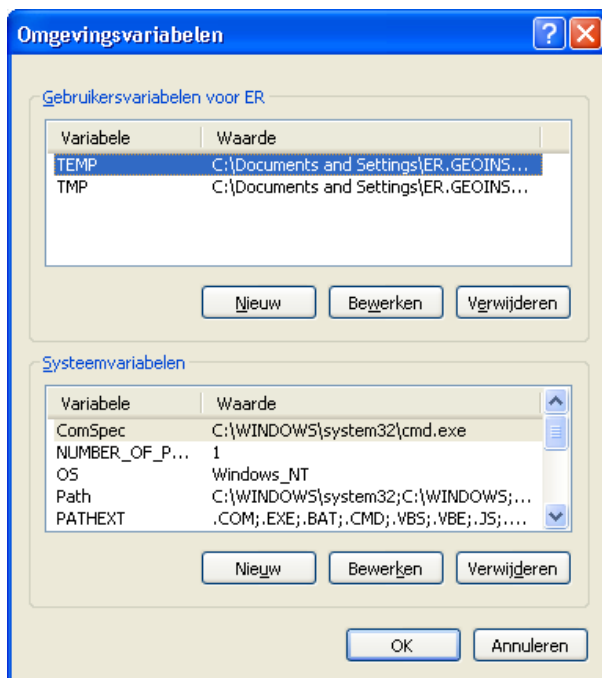 Omgevingsvariabelen
Gebruikersvariabelen voor ER
Variabele Waarde
TEMP C:\Documents and Settings\ER.GEOINS...
TMP C:\Documents and Settings\ER.GEOINS...
Nieuw Bewerken Verwijderen
Systeemvariabelen
Variabele Waarde
ComSpec C:\WINDOWS\system32\cmd.exe
NUMBER_OF_P... 1
OS Windows_NT
Path C:\WINDOWS\system32;C:\WINDOWS;...
PATHEXT .COM;.EXE;.BAT;.CMD;.VBS;.VBE;.JS;....
Nieuw Bewerken Verwijderen
OK Annuleren